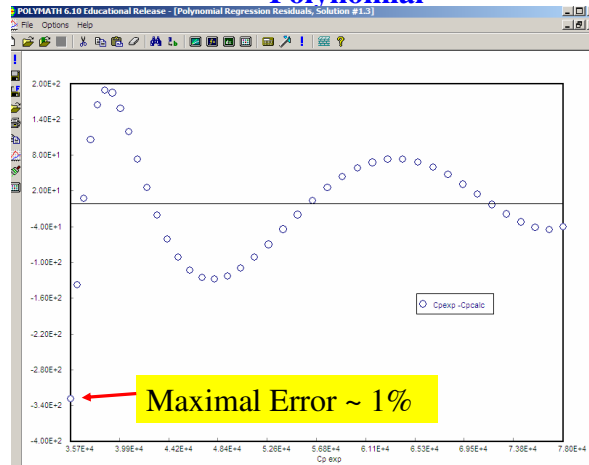 Polynomial
POLYMATH 6.10 Educational Release - [Polynomial Regression Residuals, Solution #1.3]
File Options Help
2.00E+2
1.40E+2
8.00E+1
2.00E+1
-4.00E+1
-1.00E+2
-1.60E+2
-2.20E+2
-2.80E+2
-3.40E+2
-4.00E+2
Cpexp -Cpcalc
Maximal Error ~ 1%
3.57E+4 3.99E+4 4.42E+4 4.84E+4 5.26E+4 5.68E+4 6.11E+4 6.53E+4 6.95E+4 7.38E+4 7.80E+4
Cp exp